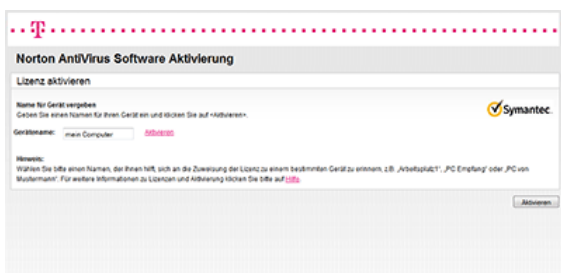 T
Norton AntiVirus Software Aktivierung
Lizenz aktivieren
Name für Gerät vergeben
Geben Sie einen Namen für Ihren Gerät ein und klicken Sie auf «Aktivieren».
Symantec.
Gerätename: mein Computer Aktivieren
Hinweis:
Wählen Sie bitte einen Namen, der Ihnen hilft, sich an die Zuweisung der Lizenz zu einem bestimmten Gerät zu erinnern, z.B. „Arbeitsplatz1“, „PC Empfang“ oder „PC von
Mustermann“. Für weitere Informationen zu Lizenzen und Aktivierung klicken Sie bitte auf Hilfe.
Aktivieren